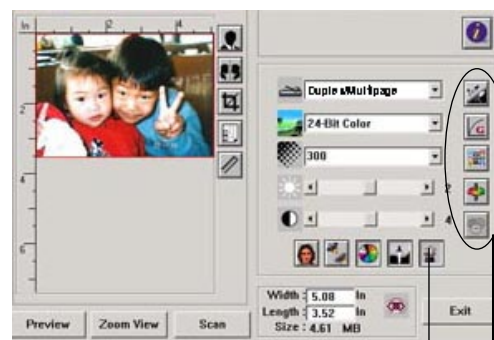 in
2
4
2
4
6
Duplex/Multipage
24-Bit Color
300
2
4
G
Width : 5.08 In
Length : 3.52 In
Size : 4.61 MB
Preview
Zoom View
Scan
Exit